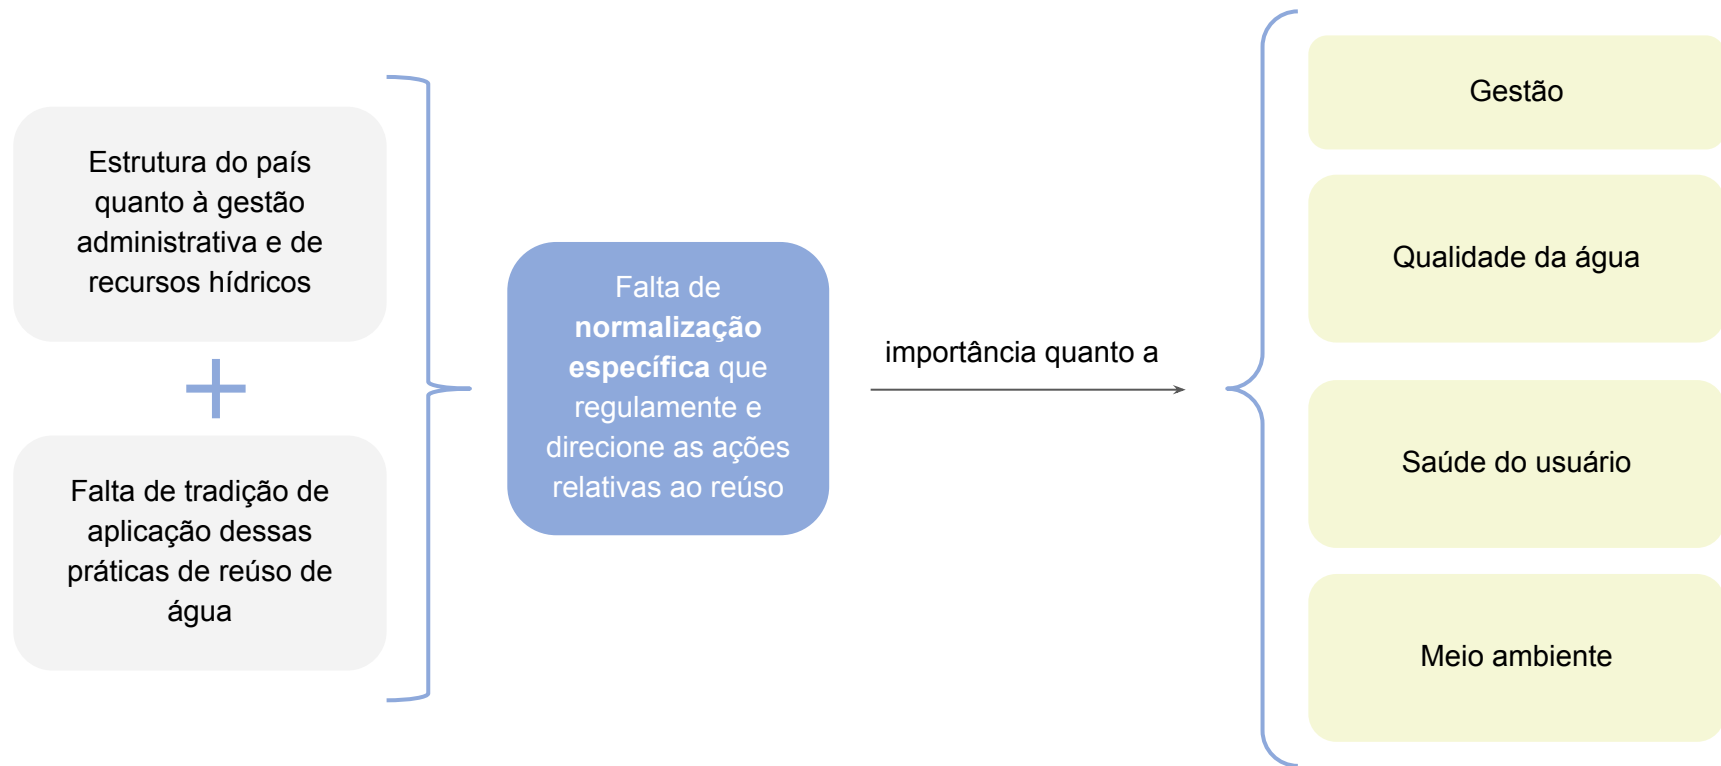 Estrutura do país
quanto à gestão
administrativa e de
recursos hídricos
Falta de tradição de
aplicação dessas
práticas de reúso de
água
Falta de
normalização
específica que
regulamente e
direcione as ações
relativas ao reúso
importância quanto a
Gestão
Qualidade da água
Saúde do usuário
Meio ambiente